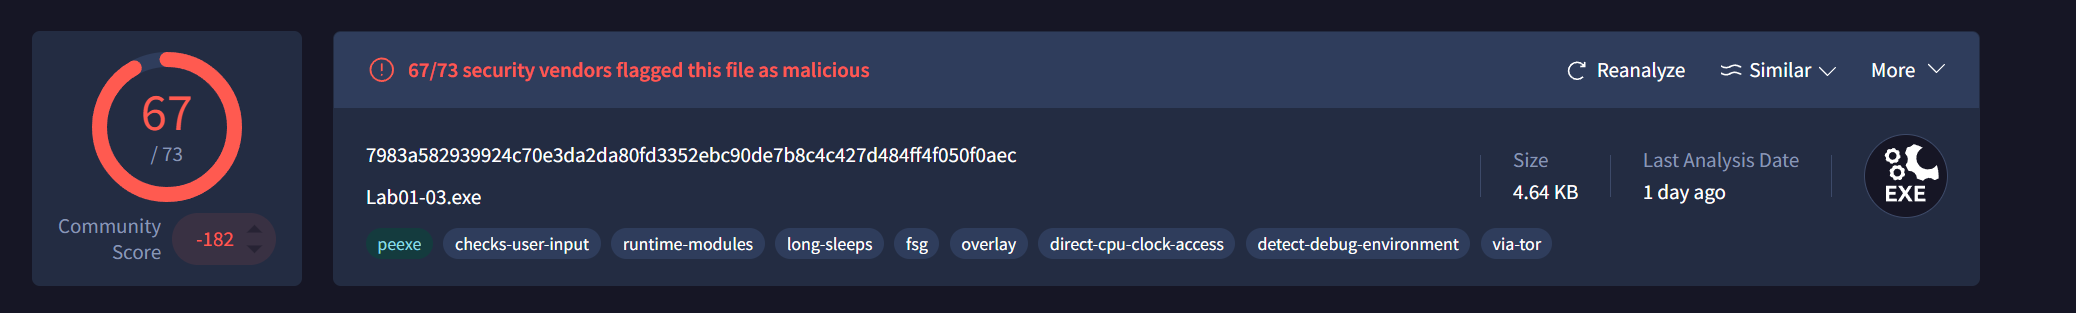 67
/ 73
Community
Score
-182
67/73 security vendors flagged this file as malicious
Reanalyze
Similar
More
7983a582939924c70e3da2da80fd3352ebc90de7b8c4c427d484ff4f050f0aec
Lab01-03.exe
peexe checks-user-input runtime-modules long-sleeps fsg overlay direct-cpu-clock-access detect-debug-environment via-tor
Size
4.64 KB
Last Analysis Date
1 day ago
EXE